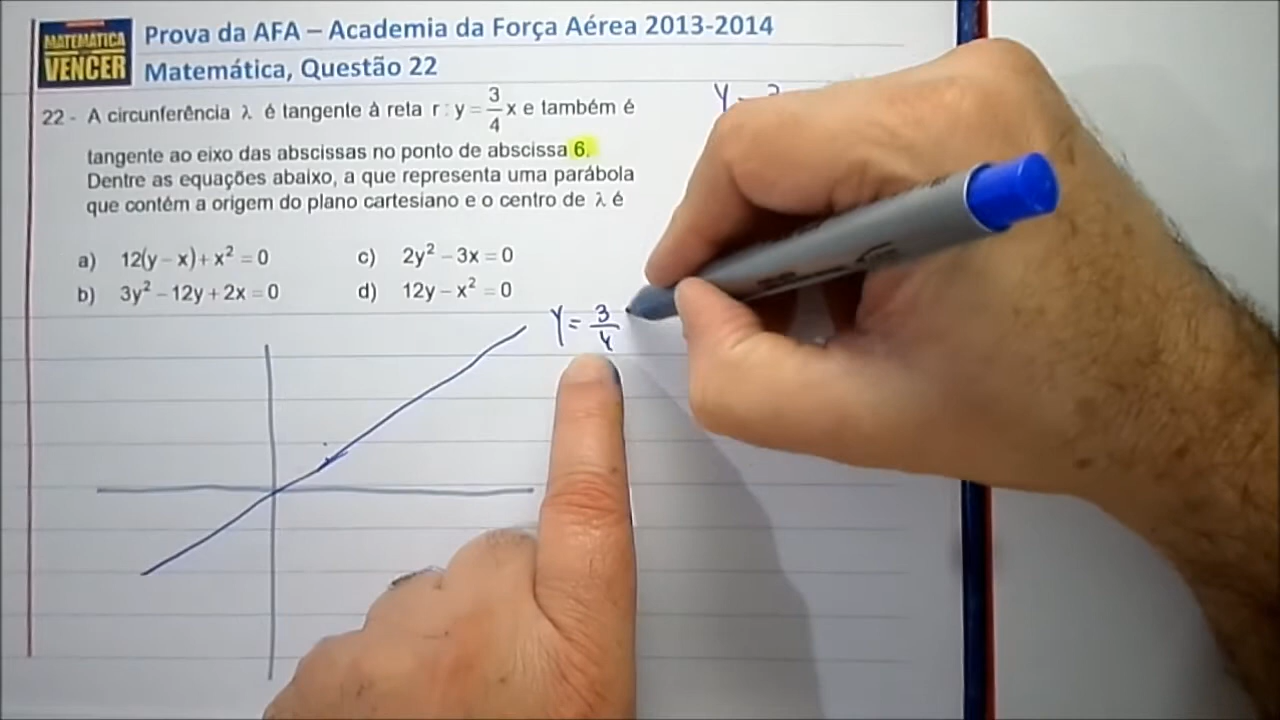 MATEMÁTICA
VENCER
Prova da AFA – Academia da Força Aérea 2013-2014
Matemática, Questão 22
22 - A circunferência λ é tangente à reta r : y = 3/4 x e também é
tangente ao eixo das abscissas no ponto de abscissa 6.
Dentre as equações abaixo, a que representa uma parábola
que contém a origem do plano cartesiano e o centro de λ é
a) 12(y – x) + x² = 0
c) 2y² – 3x = 0
b) 3y² – 12y + 2x = 0
d) 12y – x² = 0
Y = 3/4